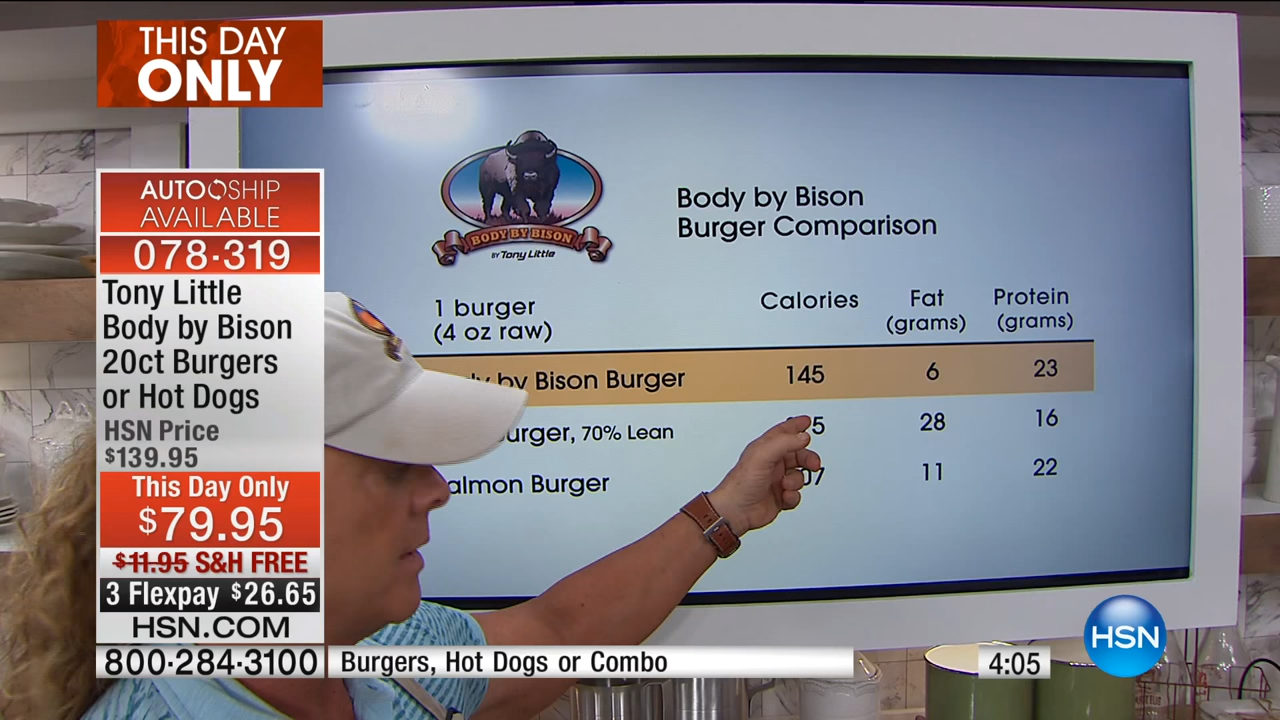 THIS DAY
ONLY
AUTOSHIP
AVAILABLE
078-319
Tony Little
Body by Bison
20ct Burgers
or Hot Dogs
HSN Price
$139.95
This Day Only
$79.95
$11.95 S&H FREE
3 Flexpay $26.65
HSN.COM
800-284-3100
Burgers, Hot Dogs or Combo
4:05
HSN
BODY BY BISON
BY Tony Little
Body by Bison
Burger Comparison
1 burger
(4 oz raw)
Calories Fat Protein
(grams) (grams)
by Bison Burger 145 6 23
70% Lean 28 16
Burger 11 22